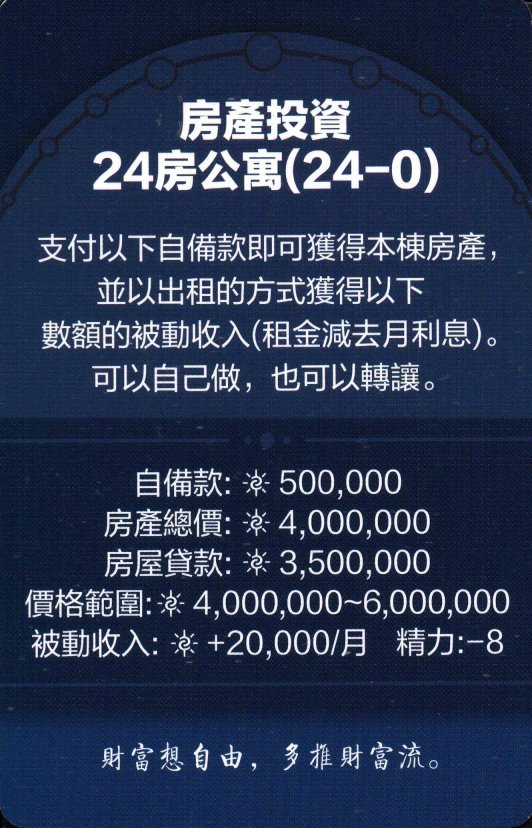 房產投資
24房公寓(24-0)
支付以下自備款即可獲得本棟房產，
並以出租的方式獲得以下
數額的被動收入(租金減去月利息)。
可以自己做，也可以轉讓。
自備款: 500,000
房產總價: 4,000,000
房屋貸款: 3,500,000
價格範圍: 4,000,000~6,000,000
被動收入: +20,000/月 精力:-8
財富想自由，多推財富流。